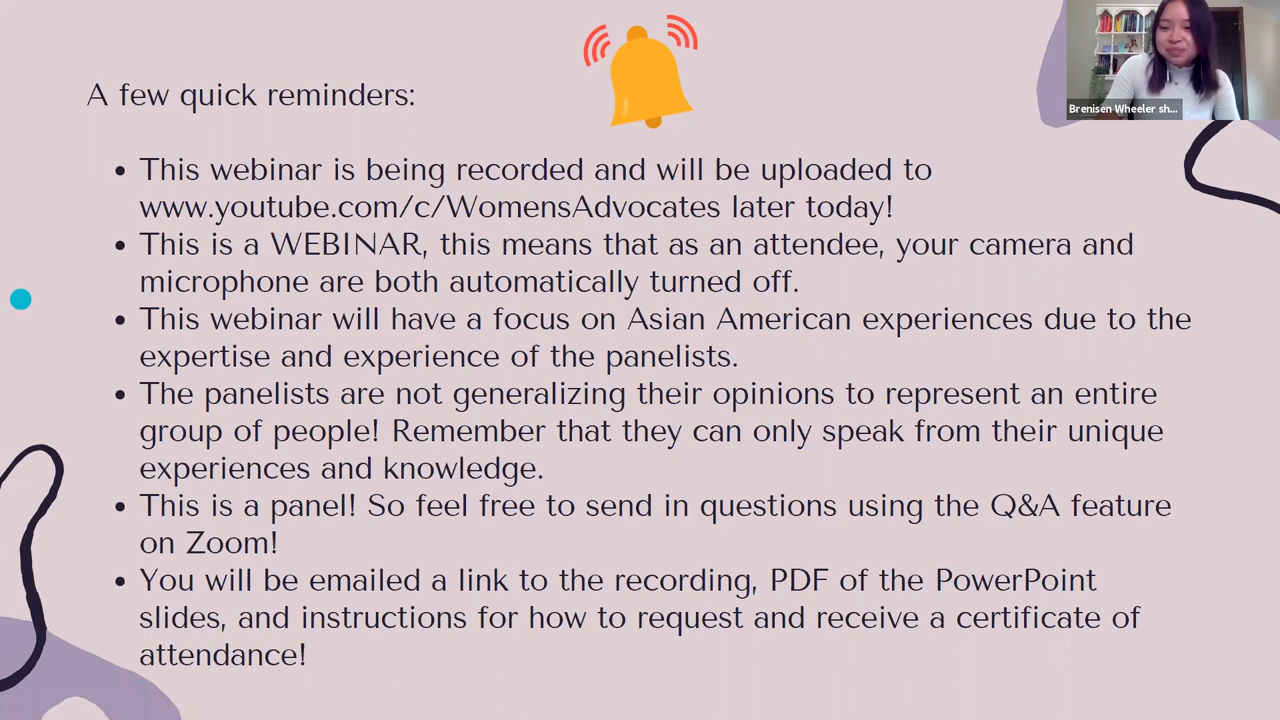 A few quick reminders:
Brenisen Wheeler sh...
This webinar is being recorded and will be uploaded to
www.youtube.com/c/WomensAdvocates later today!
This is a WEBINAR, this means that as an attendee, your camera and
microphone are both automatically turned off.
This webinar will have a focus on Asian American experiences due to the
expertise and experience of the panelists.
The panelists are not generalizing their opinions to represent an entire
group of people! Remember that they can only speak from their unique
experiences and knowledge.
This is a panel! So feel free to send in questions using the Q&A feature
on Zoom!
You will be emailed a link to the recording, PDF of the PowerPoint
slides, and instructions for how to request and receive a certificate of
attendance!